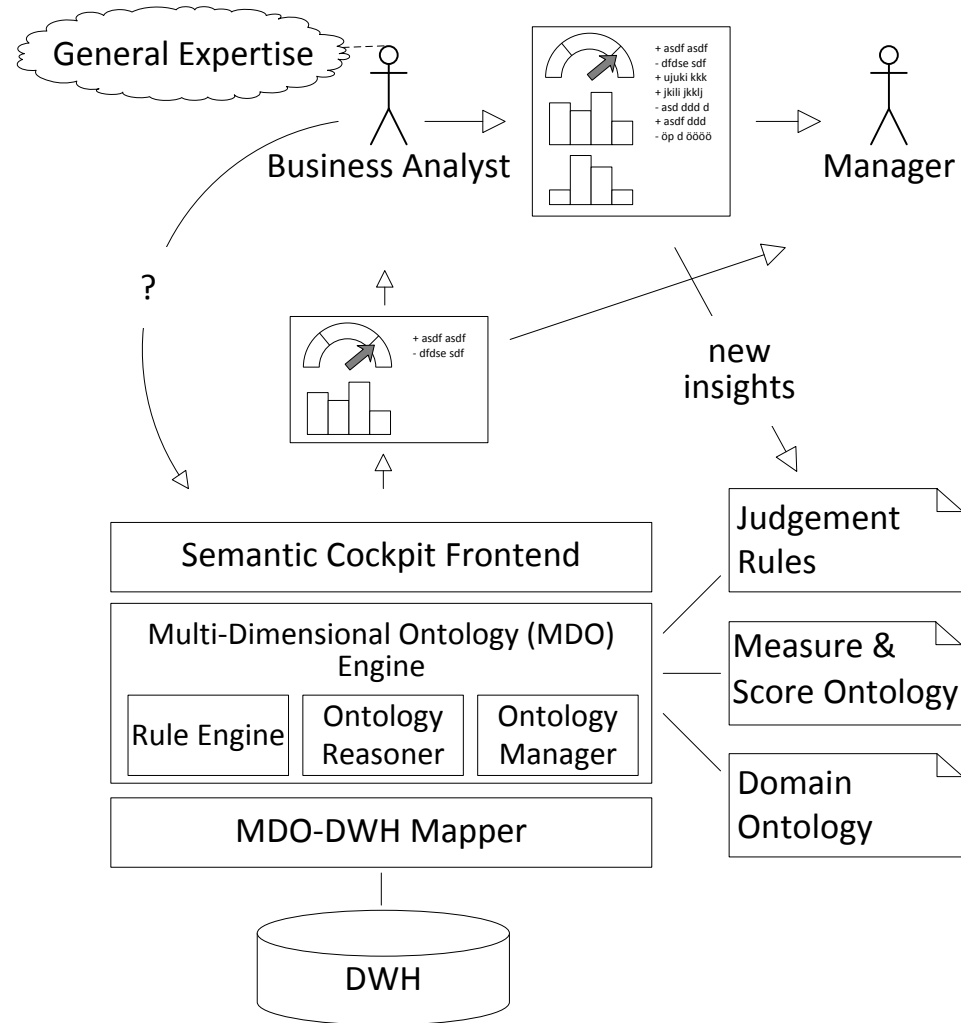 General Expertise
+ asdf asdf
- dfdse sdf
+ ujuki kkk
+ jkili jkklj
- asd ddd d
+ asdf ddd
- öp d öööö
Business Analyst
Manager
?
+ asdf asdf
- dfdse sdf
new
insights
Semantic Cockpit Frontend
Judgement
Rules
Multi-Dimensional Ontology (MDO)
Engine
Rule Engine
Ontology
Reasoner
Ontology
Manager
Measure &
Score Ontology
MDO-DWH Mapper
Domain
Ontology
DWH